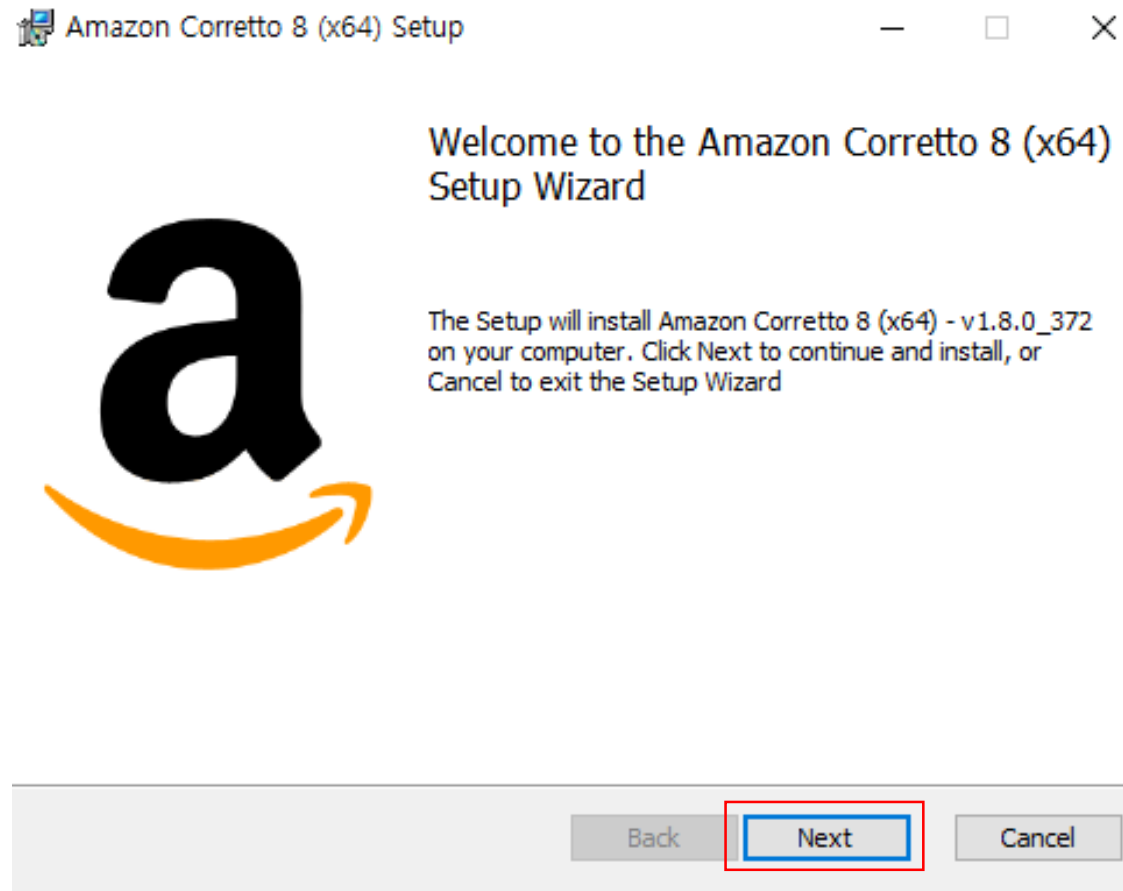 Amazon Corretto 8 (x64) Setup
Welcome to the Amazon Corretto 8 (x64)
Setup Wizard
The Setup will install Amazon Corretto 8 (x64) - v1.8.0_372
on your computer. Click Next to continue and install, or
Cancel to exit the Setup Wizard
a
Back Next Cancel